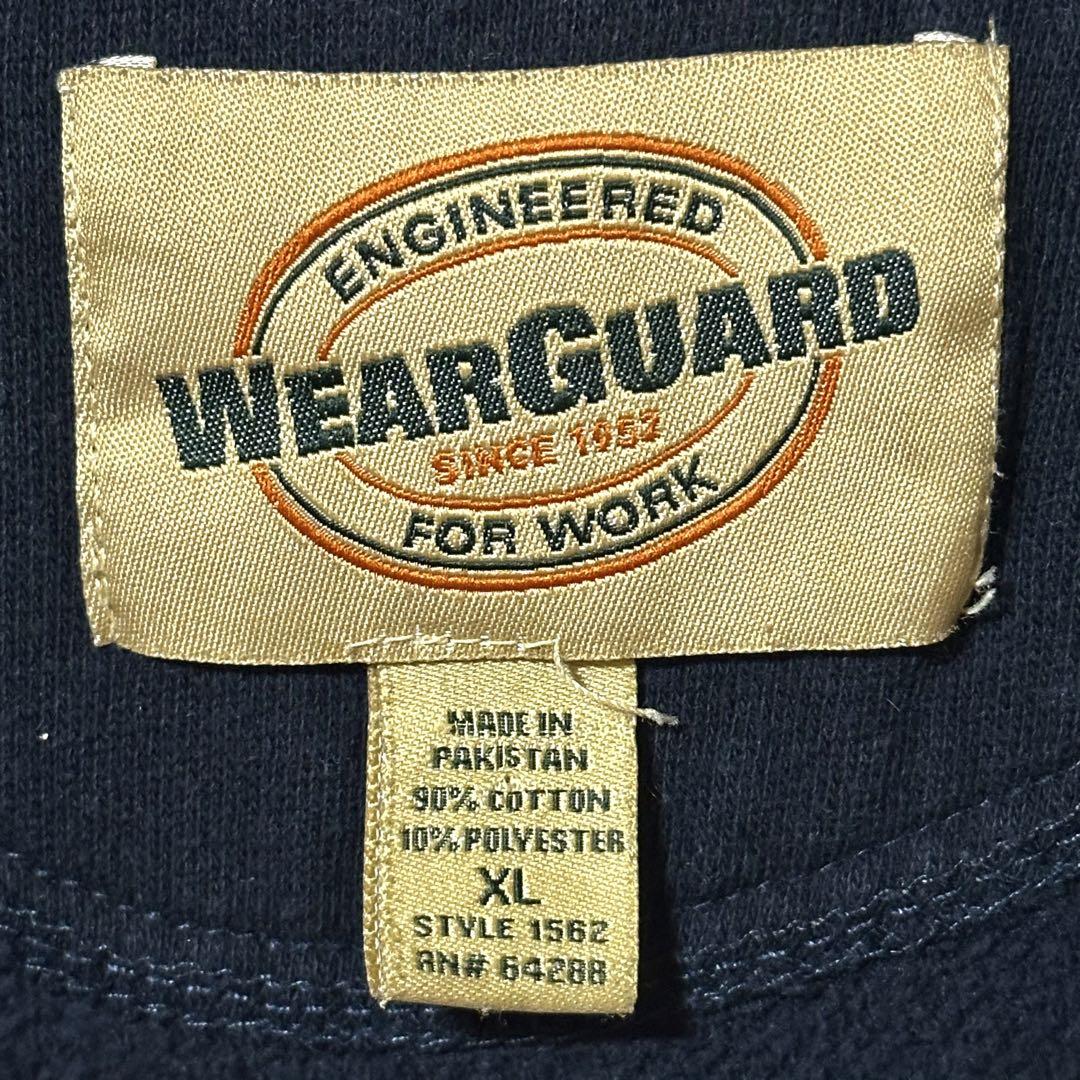 ENGINEERED
WEARGUARD
SINCE 1952
FOR WORK
MADE IN
PAKISTAN
90% COTTON
10% POLYESTER
XL
STYLE 1562
RN# 64288